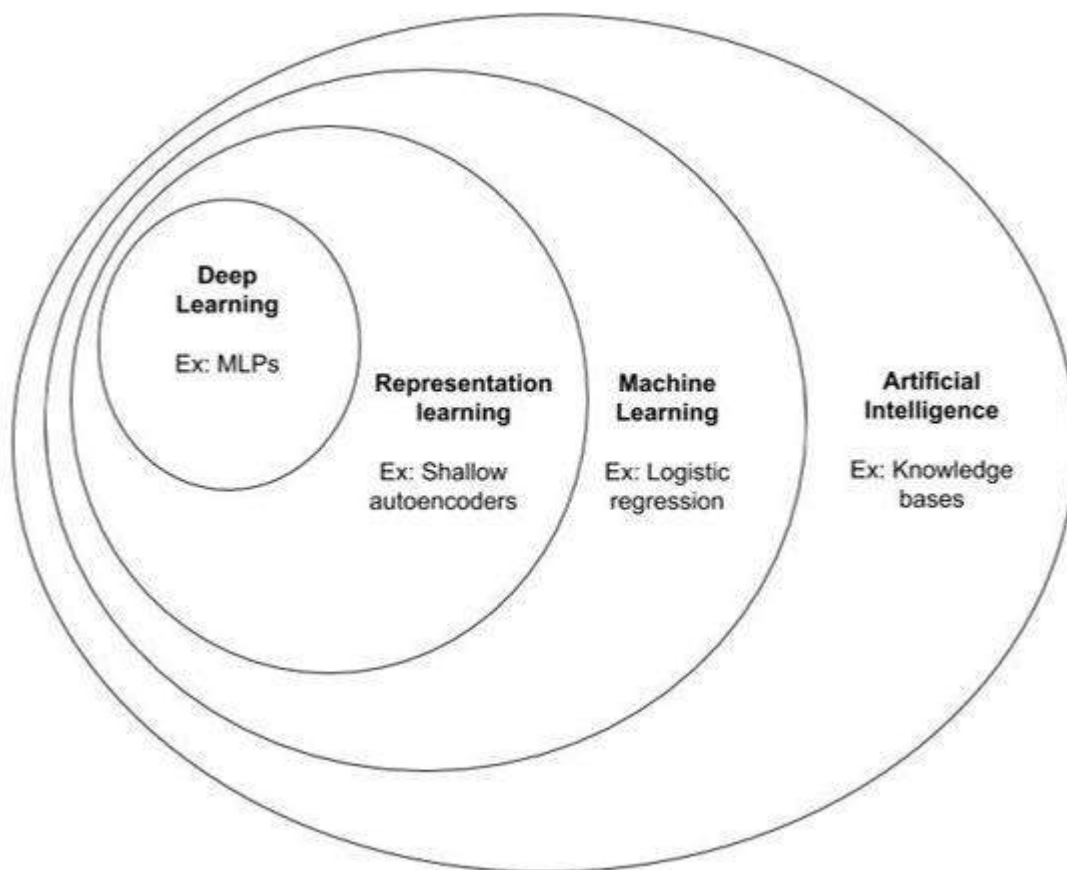 Deep
Learning
Ex: MLPs
Representation
learning
Ex: Shallow
autoencoders
Machine
Learning
Ex: Logistic
regression
Artificial
Intelligence
Ex: Knowledge
bases